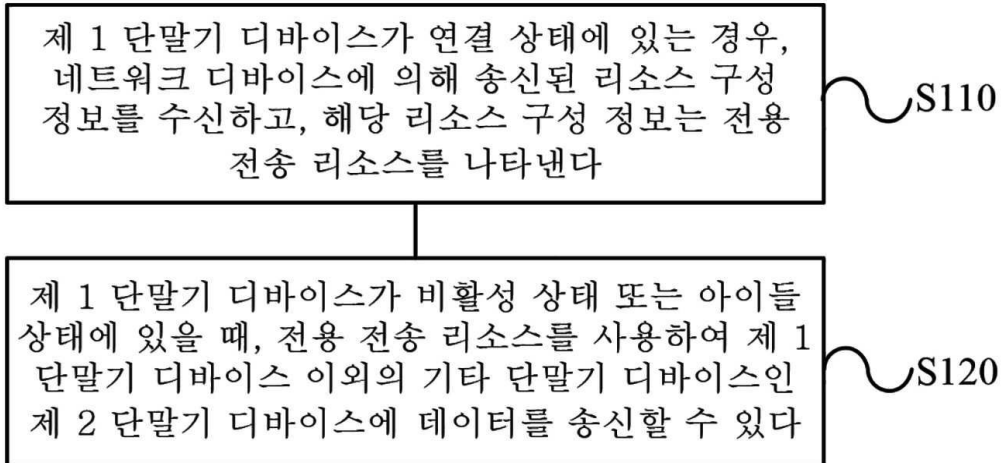 제 1 단말기 디바이스가 연결 상태에 있는 경우,
네트워크 디바이스에 의해 송신된 리소스 구성
정보를 수신하고, 해당 리소스 구성 정보는 전용
전송 리소스를 나타낸다
S110
제 1 단말기 디바이스가 비활성 상태 또는 아이들
상태에 있을 때, 전용 전송 리소스를 사용하여 제 1
단말기 디바이스 이외의 기타 단말기 디바이스인
제 2 단말기 디바이스에 데이터를 송신할 수 있다
S120